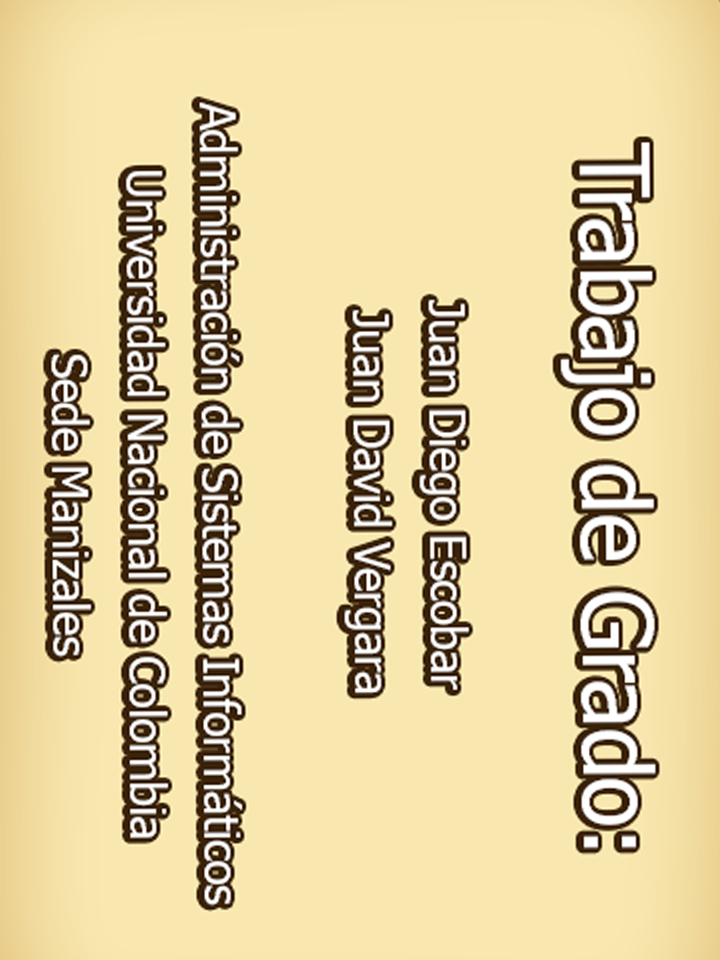 Trabajo de Grado:
Juan Diego Escobar
Juan David Vergara
Administración de Sistemas Informáticos
Universidad Nacional de Colombia
Sede Manizales